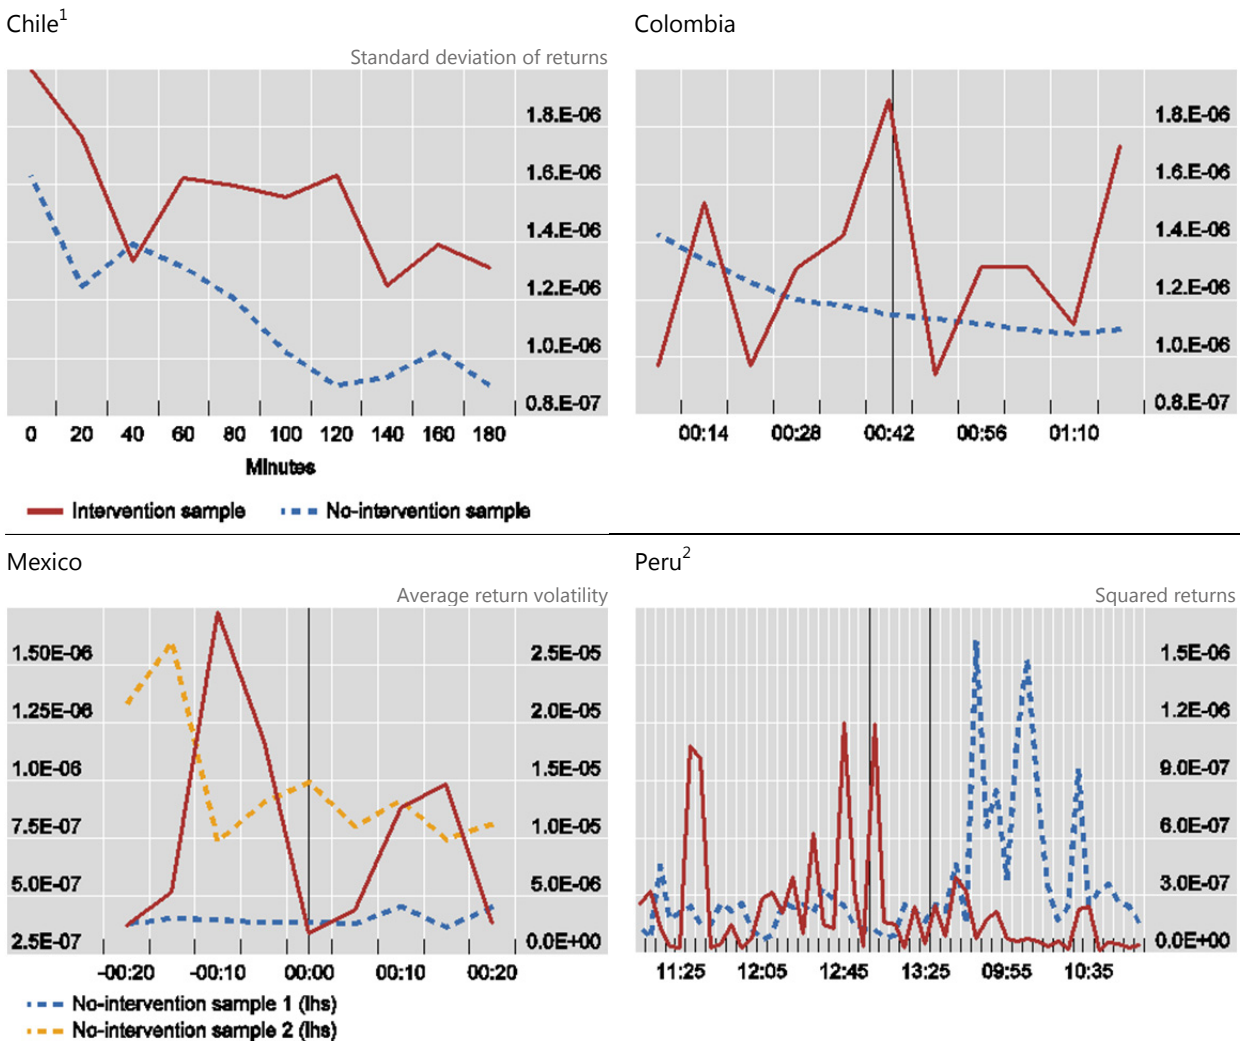 Chile1
Standard deviation of returns
1.8.E-06
1.6.E-06
1.4.E-06
1.2.E-06
1.0.E-06
0.8.E-07
0 20 40 60 80 100 120 140 160 180
Minutes
Intervention sample No-intervention sample
Colombia
1.8.E-06
1.6.E-06
1.4.E-06
1.2.E-06
1.0.E-06
0.8.E-07
00:14 00:28 00:42 00:56 01:10
Mexico
Average return volatility
1.50E-06 2.5E-05
1.25E-06 2.0E-05
1.0E-06 1.5E-05
7.5E-07 1.0E-05
5.0E-07 5.0E-06
2.5E-07 0.0E+00
-00:20 -00:10 00:00 00:10 00:20
No-intervention sample 1 (lhs)
No-intervention sample 2 (lhs)
Peru2
Squared returns
1.5E-06
1.2E-06
9.0E-07
6.0E-07
3.0E-07
0.0E+00
11:25 12:05 12:45 13:25 09:55 10:35